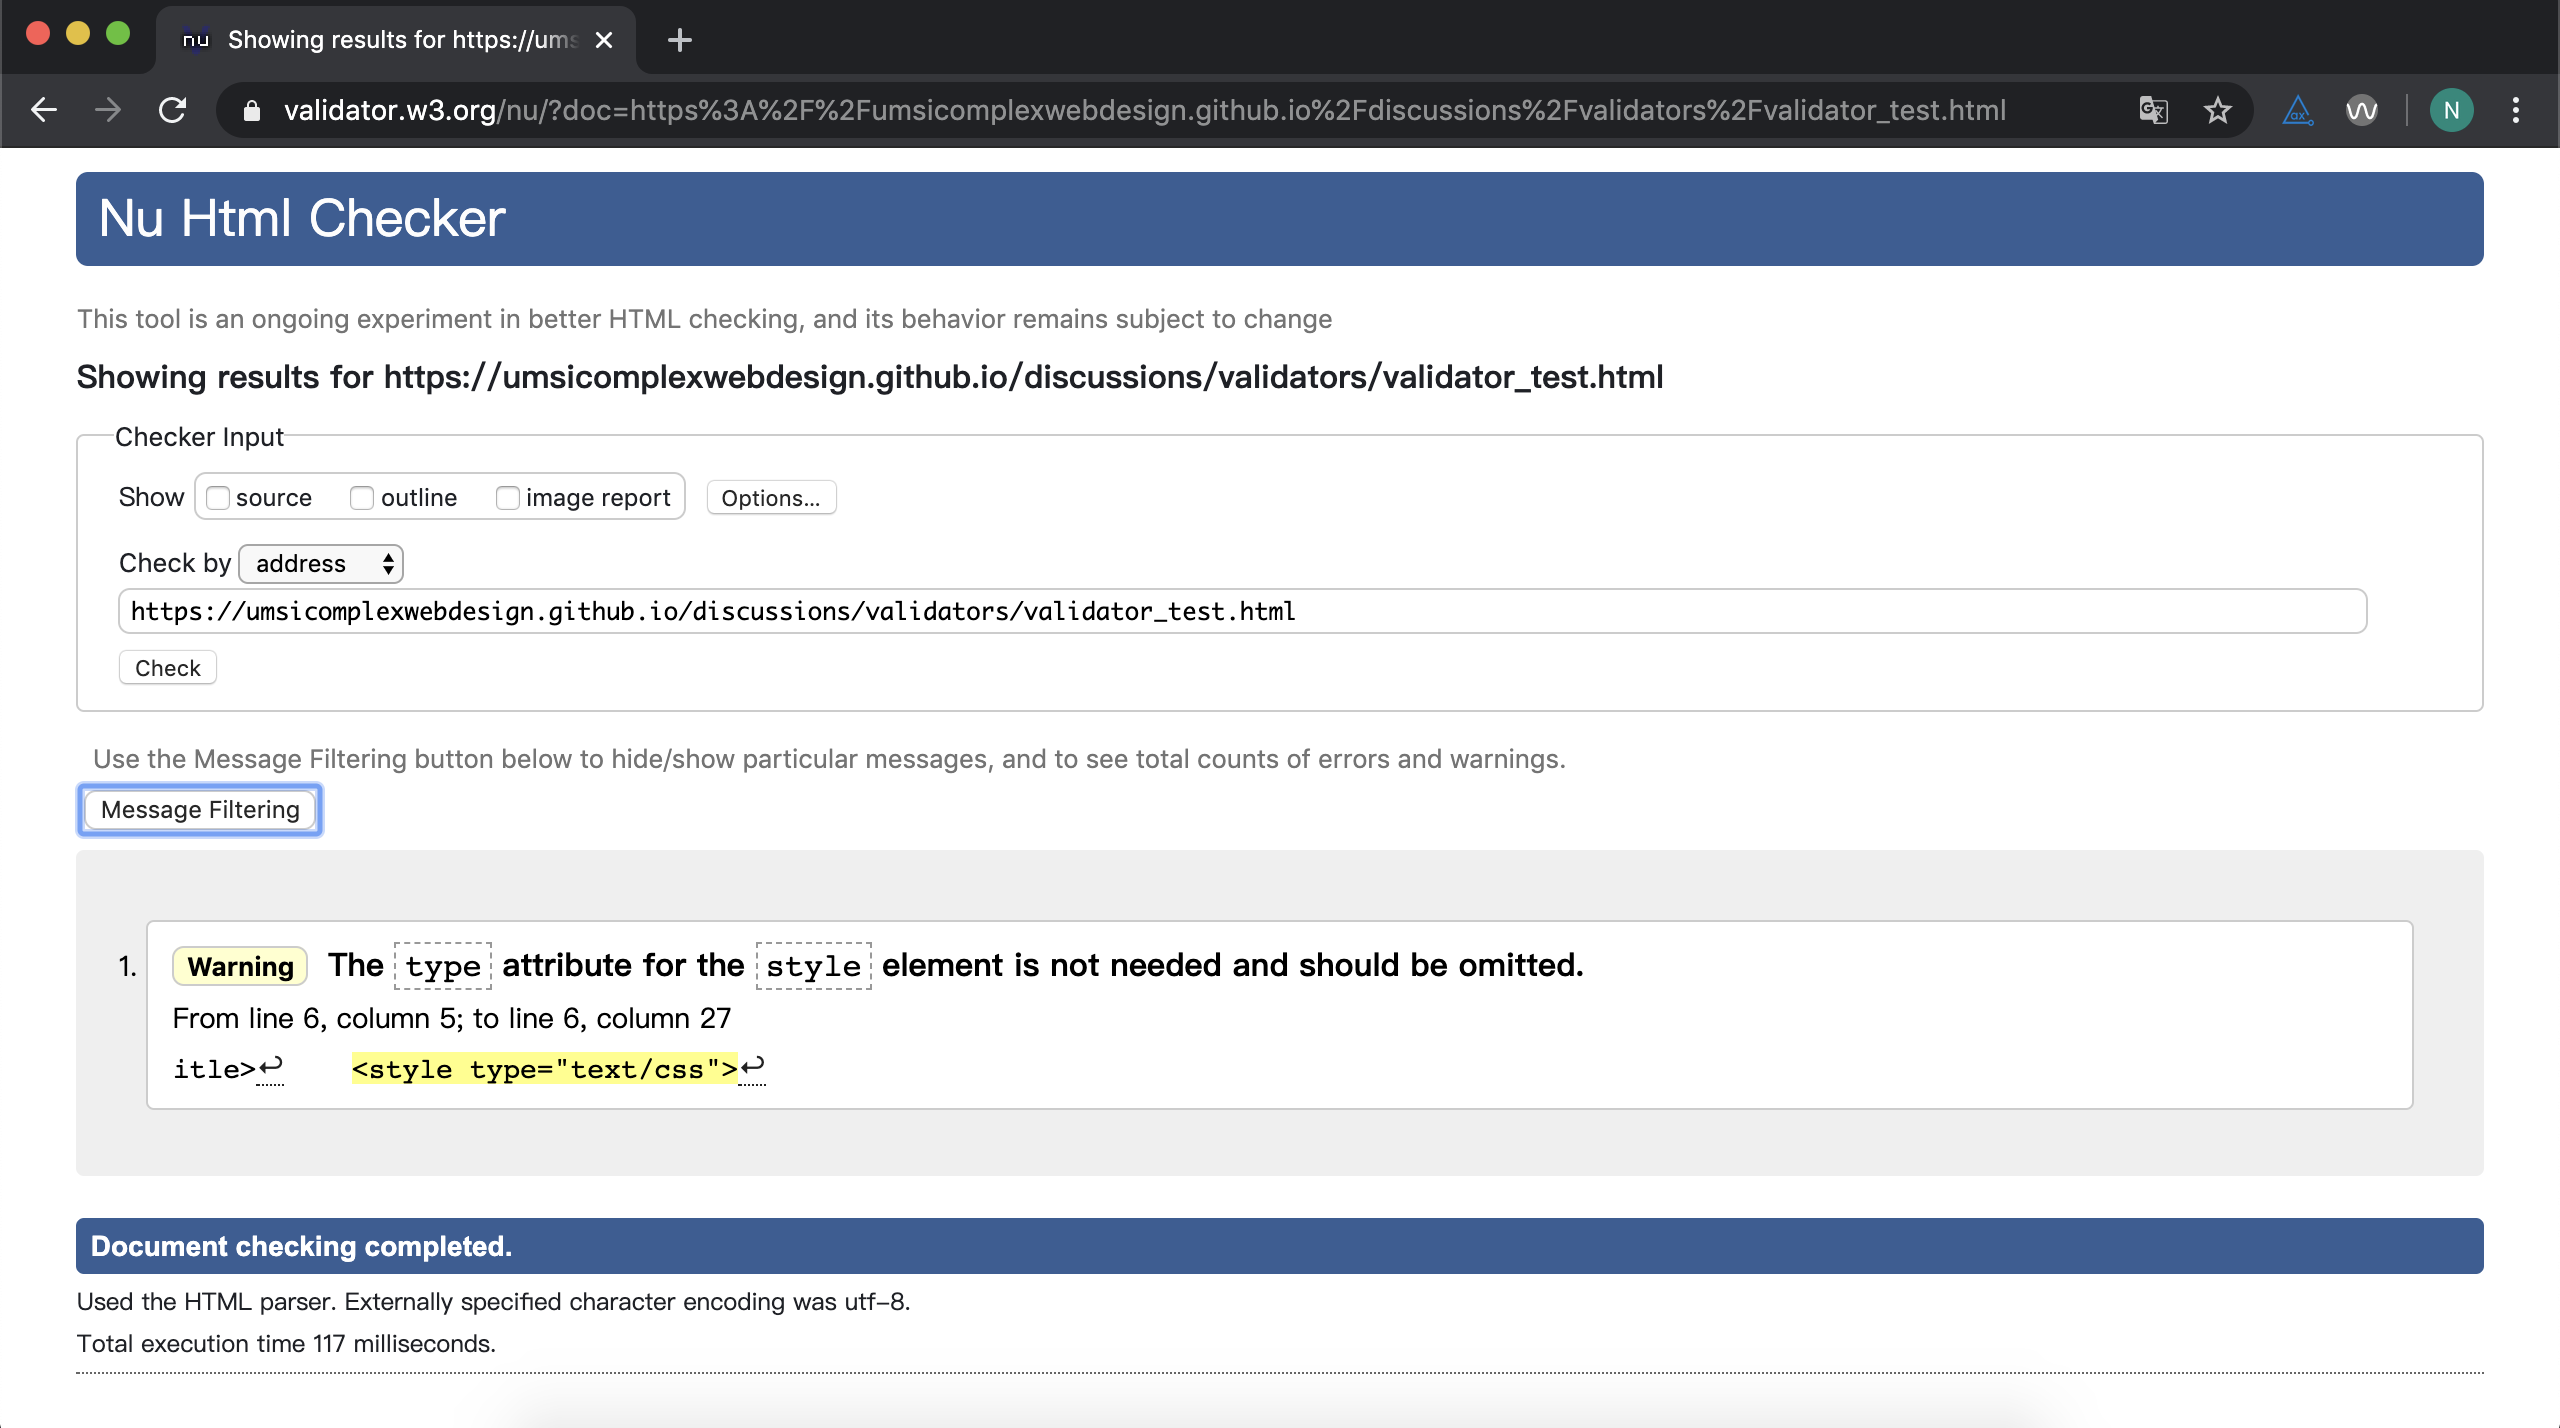 nu Showing results for https://ums
validator.w3.org/nu/?doc=https%3A%2F%2Fumsicomplexwebdesign.github.io%2Fdiscussions%2Fvalidators%2Fvalidator_test.html
N
Nu Html Checker
This tool is an ongoing experiment in better HTML checking, and its behavior remains subject to change
Showing results for https://umsicomplexwebdesign.github.io/discussions/validators/validator_test.html
Checker Input
Show source outline image report Options...
Check by address
https://umsicomplexwebdesign.github.io/discussions/validators/validator_test.html
Check
Use the Message Filtering button below to hide/show particular messages, and to see total counts of errors and warnings.
Message Filtering
1. Warning The type attribute for the style element is not needed and should be omitted.
From line 6, column 5; to line 6, column 27
itle>↩ <style type="text/css">↩
Document checking completed.
Used the HTML parser. Externally specified character encoding was utf-8.
Total execution time 117 milliseconds.